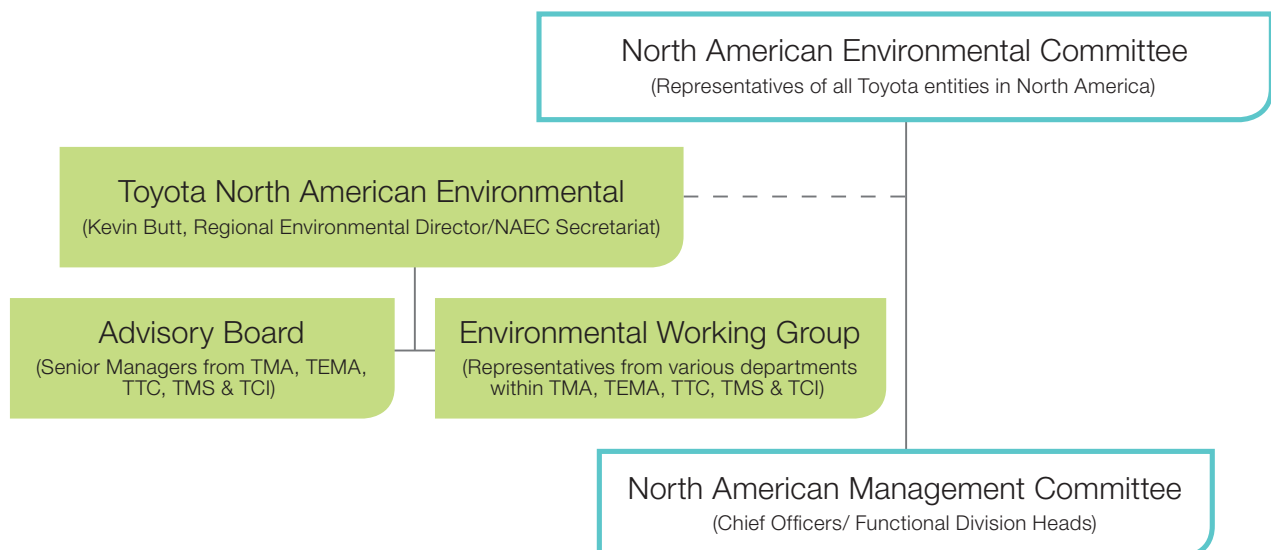 North American Environmental Committee
(Representatives of all Toyota entities in North America)
Toyota North American Environmental
(Kevin Butt, Regional Environmental Director/NAEC Secretariat)
Advisory Board
(Senior Managers from TMA, TEMA,
TTC, TMS & TCI)
Environmental Working Group
(Representatives from various departments
within TMA, TEMA, TTC, TMS & TCI)
North American Management Committee
(Chief Officers/ Functional Division Heads)